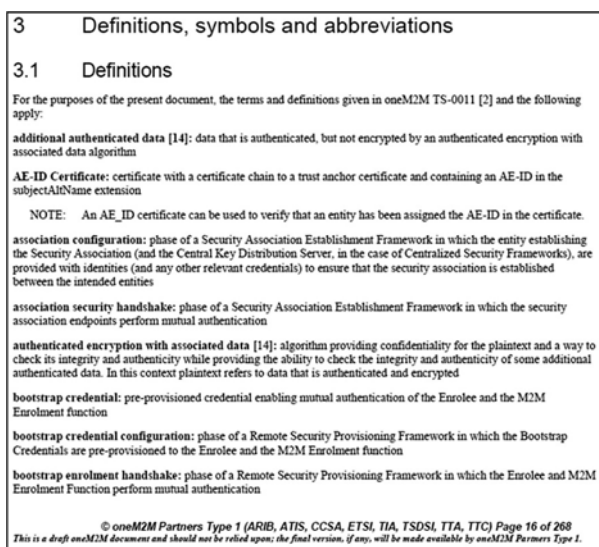 3 Definitions, symbols and abbreviations
3.1 Definitions
For the purposes of the present document, the terms and definitions given in oneM2M TS-0011 [2] and the following
apply:
additional authenticated data [14]: data that is authenticated, but not encrypted by an authenticated encryption with
associated data algorithm
AE-ID Certificate: certificate with a certificate chain to a trust anchor certificate and containing an AE-ID in the
subjectAltName extension
NOTE: An AE_ID certificate can be used to verify that an entity has been assigned the AE-ID in the certificate.
association configuration: phase of a Security Association Establishment Framework in which the entity establishing
the Security Association (and the Central Key Distribution Server, in the case of Centralized Security Frameworks), are
provided with identities (and any other relevant credentials) to ensure that the security association is established
between the intended entities
association security handshake: phase of a Security Association Establishment Framework in which the security
association endpoints perform mutual authentication
authenticated encryption with associated data [14]: algorithm providing confidentiality for the plaintext and a way to
check its integrity and authenticity while providing the ability to check the integrity and authenticity of some additional
authenticated data. In this context plaintext refers to data that is authenticated and encrypted
bootstrap credential: pre-provisioned credential enabling mutual authentication of the Enrolee and the M2M
Enrolment function
bootstrap credential configuration: phase of a Remote Security Provisioning Framework in which the Bootstrap
Credentials are pre-provisioned to the Enrolee and the M2M Enrolment function
bootstrap enrolment handshake: phase of a Remote Security Provisioning Framework in which the Enrolee and M2M
Enrolment Function perform mutual authentication
© oneM2M Partners Type 1 (ARIB, ATIS, CCSA, ETSI, TIA, TSDSI, TTA, TTC) Page 16 of 268
This is a draft oneM2M document and should not be relied upon; the final version, if any, will be made available by oneM2M Partners Type 1.